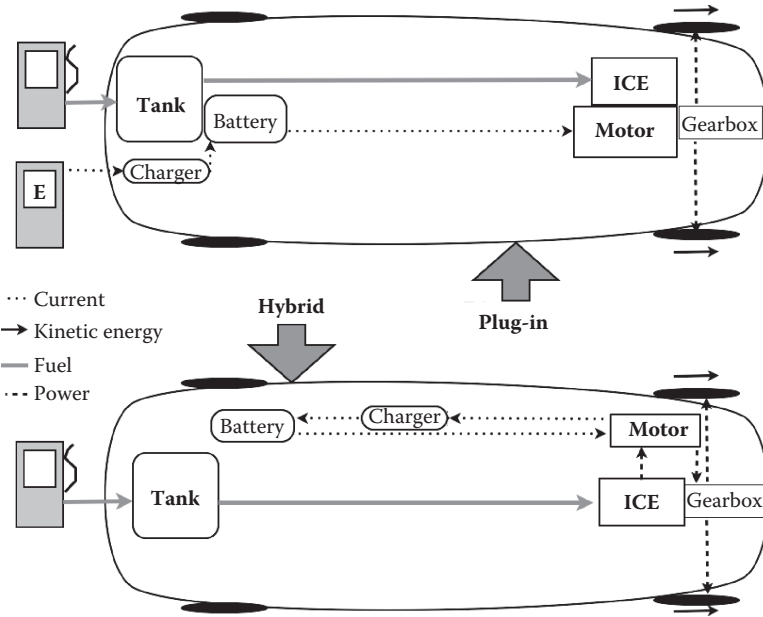 ICE
Tank
Battery
Motor
Gearbox
Charger
E
Current
Kinetic energy
Fuel
Power
Hybrid
Plug-in
Battery
Charger
Motor
Tank
ICE
Gearbox